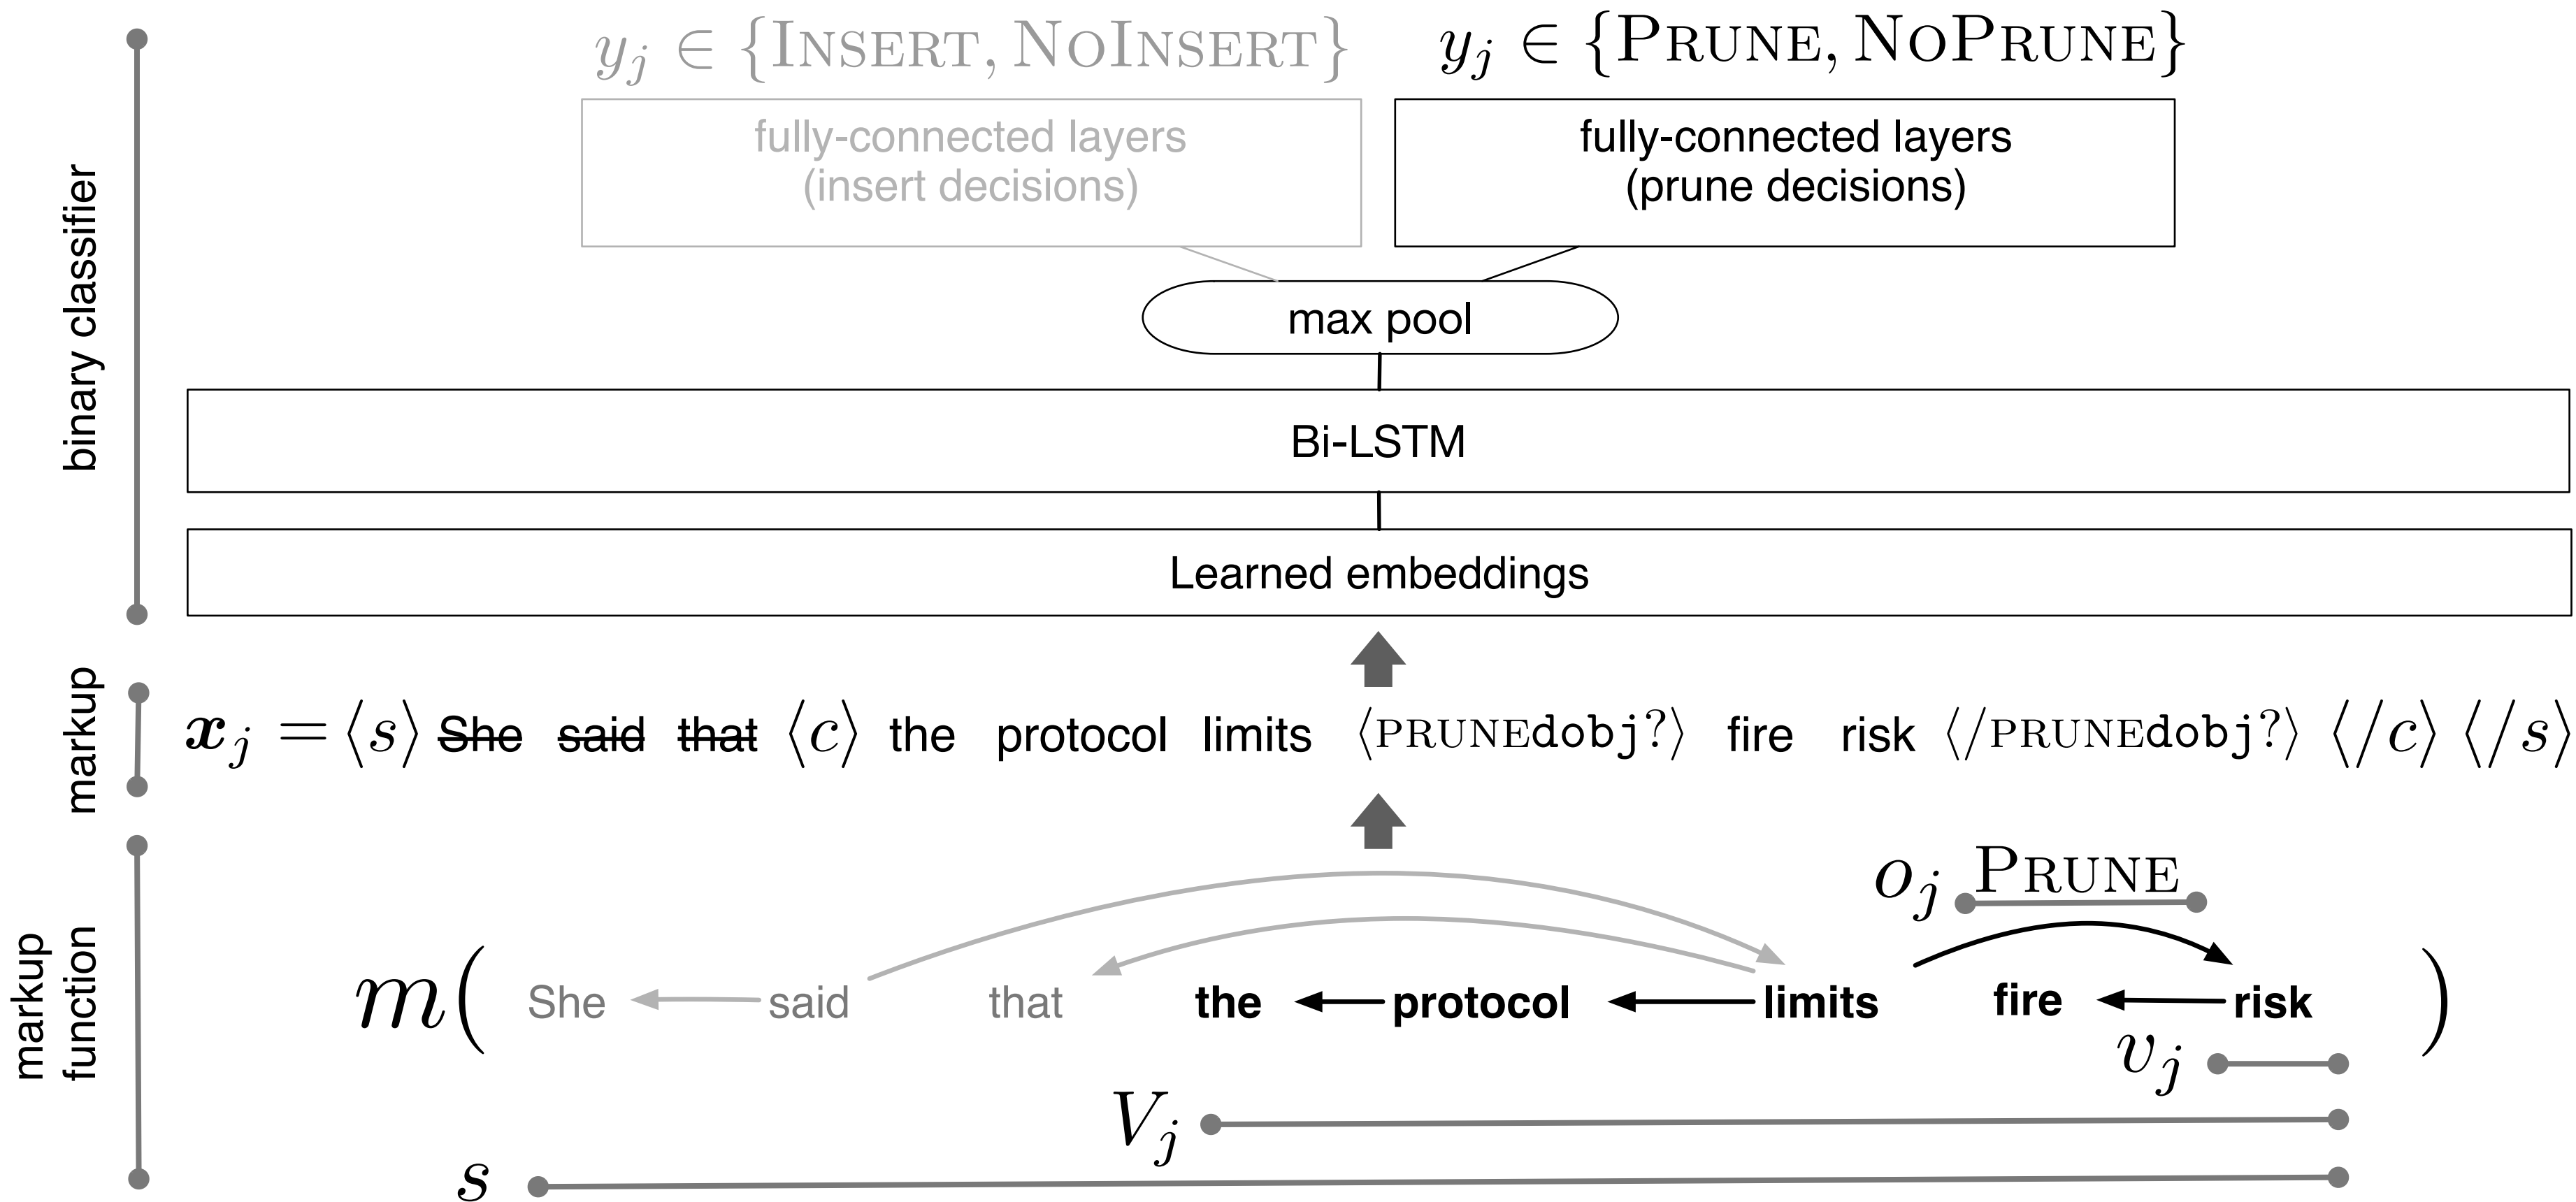 y_j ∈ {INSERT, NOINSERT} y_j ∈ {PRUNE, NOPRUNE}
fully-connected layers
(insert decisions)
fully-connected layers
(prune decisions)
max pool
Bi-LSTM
Learned embeddings
binary classifier
markup
x_j = ⟨s⟩ She said that ⟨c⟩ the protocol limits ⟨PRUNEdobj?⟩ fire risk ⟨/PRUNEdobj?⟩ ⟨/c⟩ ⟨/s⟩
markup
function
o_j PRUNE
m( She said that the protocol limits fire risk )
v_j
V_j
s